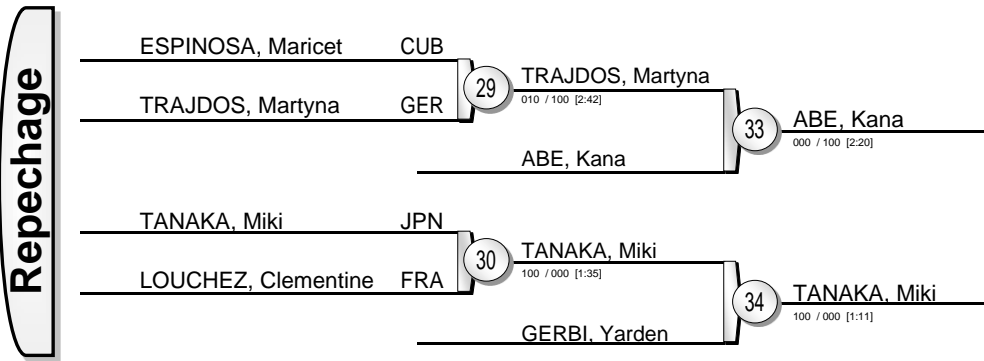 Repechage
ESPINOSA, Maricet CUB
TRAJDOS, Martyna GER
29
TRAJDOS, Martyna
010 / 100 [2:42]
ABE, Kana
33
ABE, Kana
000 / 100 [2:20]
TANAKA, Miki JPN
LOUCHEZ, Clementine FRA
30
TANAKA, Miki
100 / 000 [1:35]
GERBI, Yarden
34
TANAKA, Miki
100 / 000 [1:11]